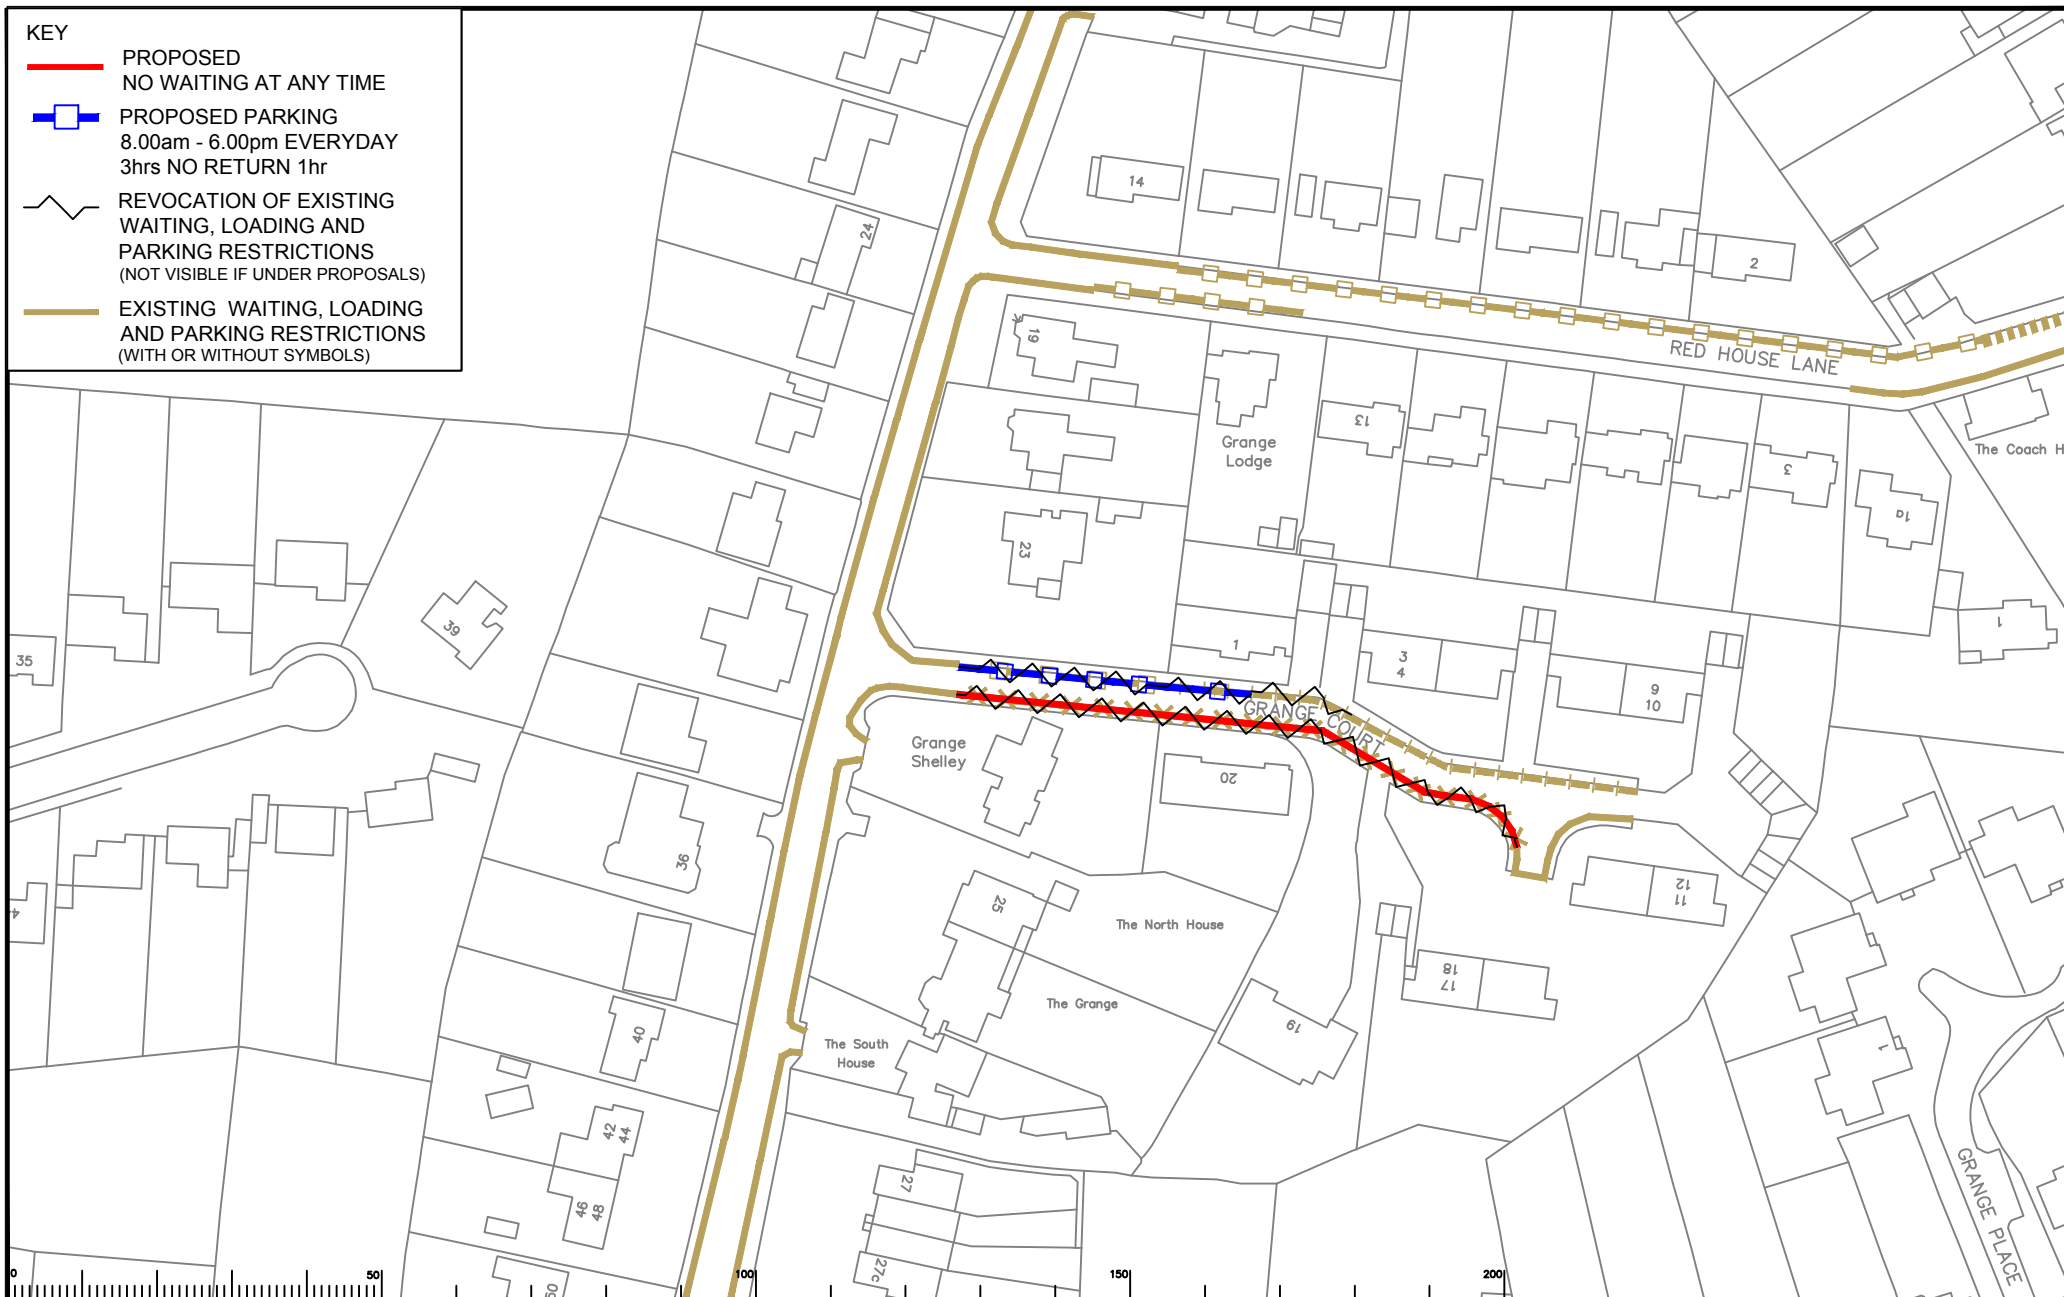 KEY
PROPOSED
NO WAITING AT ANY TIME
PROPOSED PARKING
8.00am - 6.00pm EVERYDAY
3hrs NO RETURN 1hr
REVOCATION OF EXISTING
WAITING, LOADING AND
PARKING RESTRICTIONS
(NOT VISIBLE IF UNDER PROPOSALS)
EXISTING WAITING, LOADING
AND PARKING RESTRICTIONS
(WITH OR WITHOUT SYMBOLS)
14
24
2
19
RED HOUSE LANE
13
Grange
Lodge
3
The Coach H
1a
23
39
35
1
1
3
4
9
10
GRANGE COURT
Grange
Shelley
20
36
12
11
25
The North House
18
17
The Grange
19
40
The South
House
1
42
44
27
46
48
GRANGE PLACE
27c
50
4
0
50
100
150
200